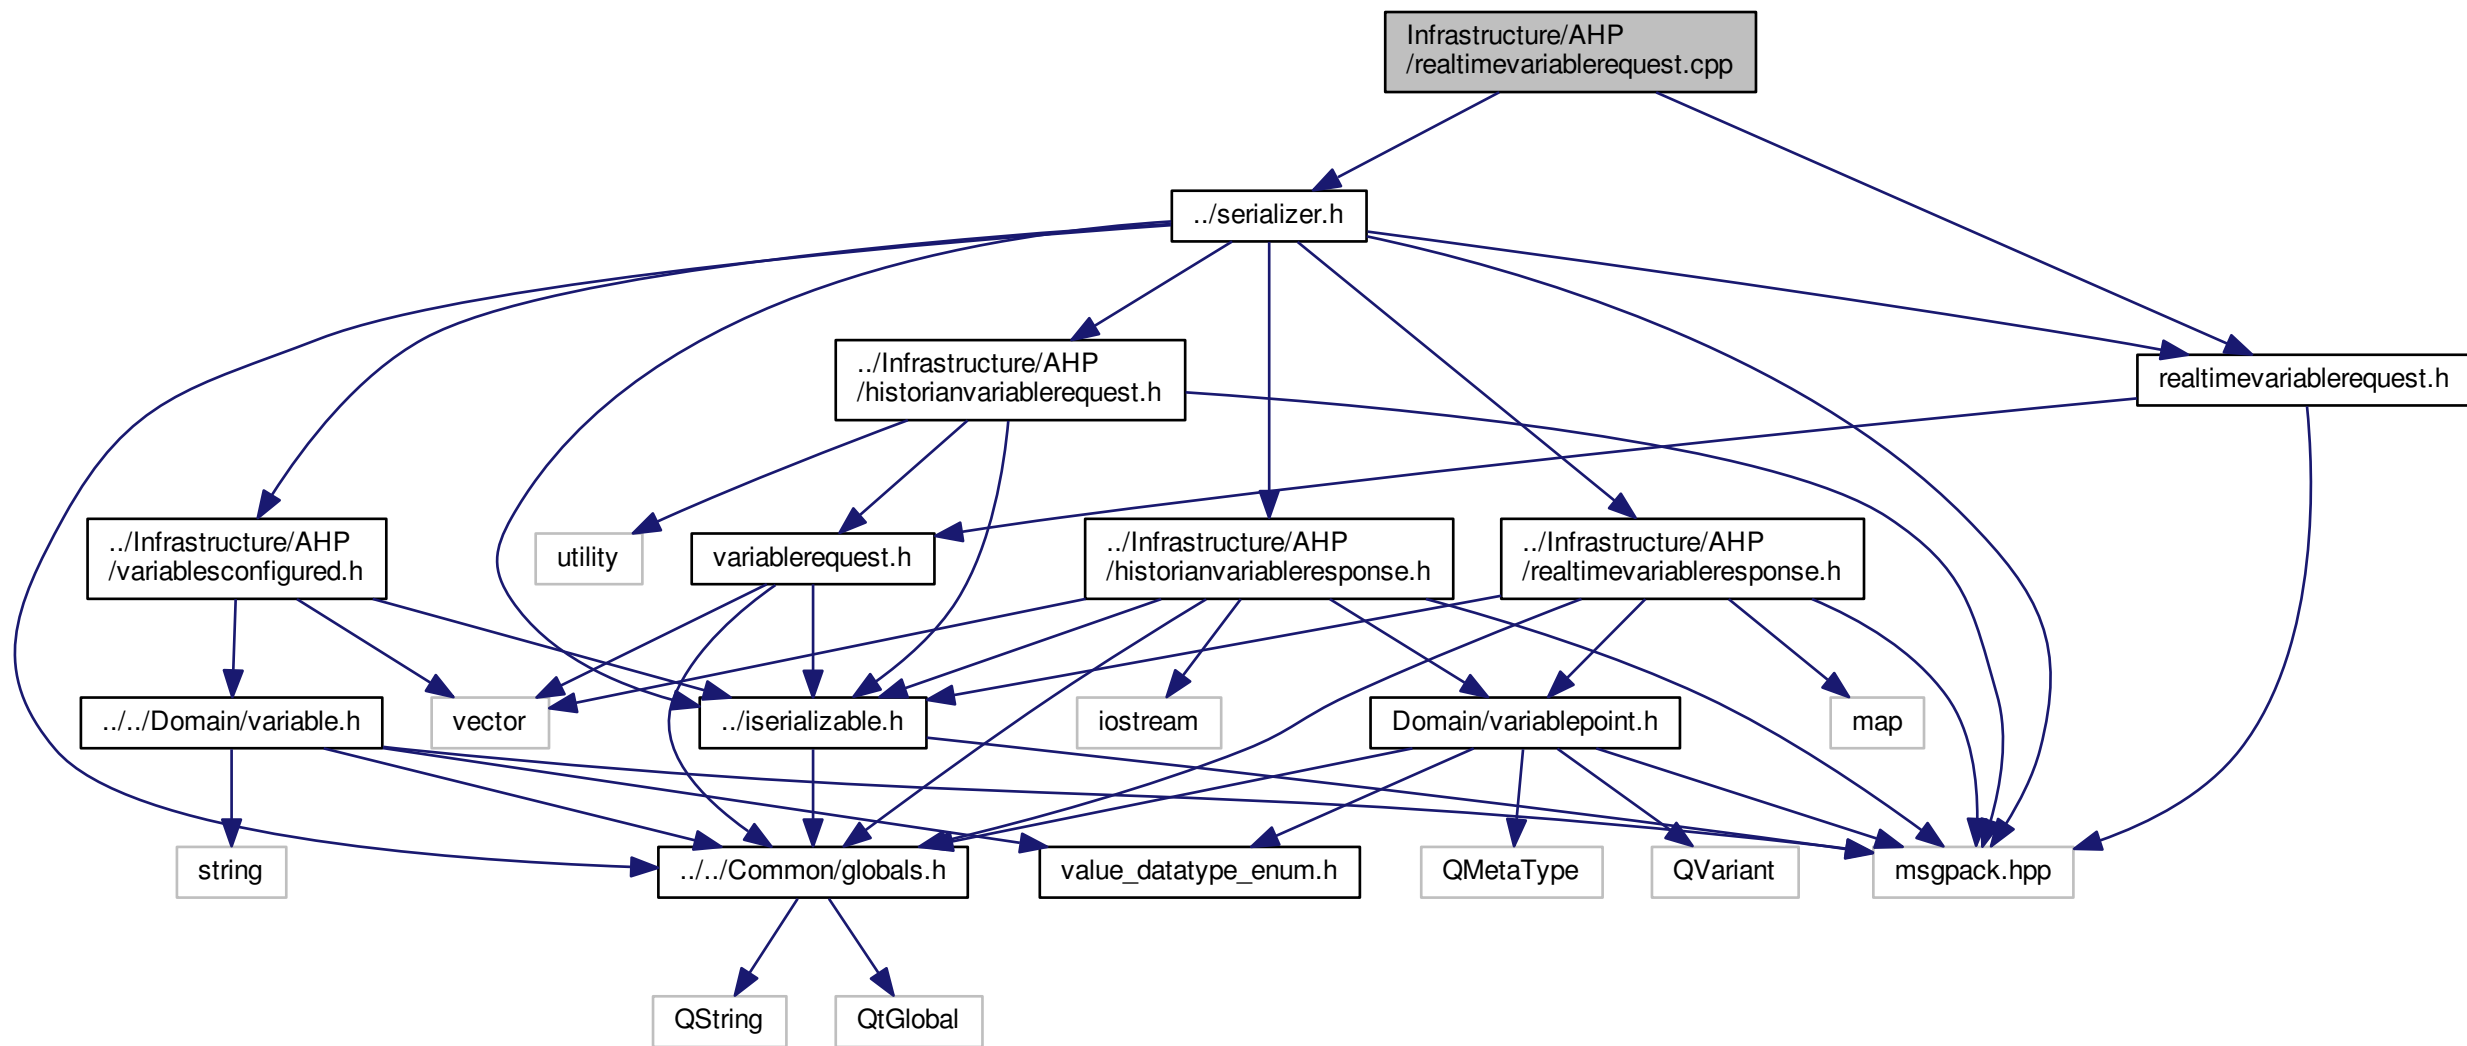 Infrastructure/AHP
/realtimevariablerequest.cpp
../serializer.h
../Infrastructure/AHP
/historianvariablerequest.h
realtimevariablerequest.h
../Infrastructure/AHP
/variablesconfigured.h
utility
variablerequest.h
../Infrastructure/AHP
/historianvariableresponse.h
../Infrastructure/AHP
/realtimevariableresponse.h
../../Domain/variable.h
vector
../iserializable.h
iostream
Domain/variablepoint.h
map
string
../../Common/globals.h
value_datatype_enum.h
QMetaType
QVariant
msgpack.hpp
QString
QtGlobal